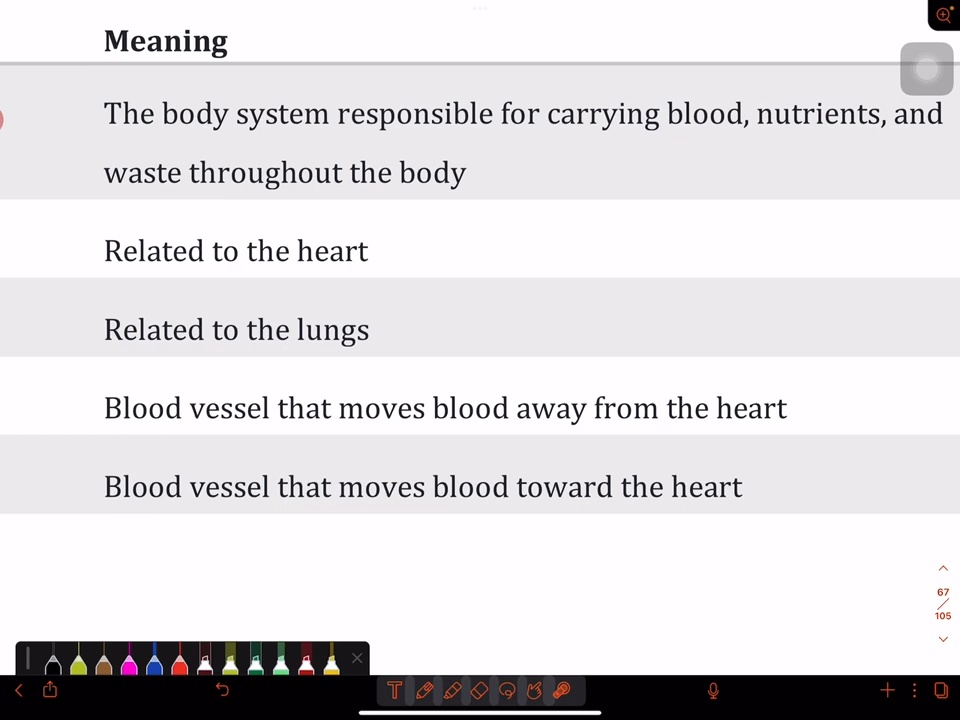 Meaning
The body system responsible for carrying blood, nutrients, and
waste throughout the body
Related to the heart
Related to the lungs
Blood vessel that moves blood away from the heart
Blood vessel that moves blood toward the heart
67
105
T